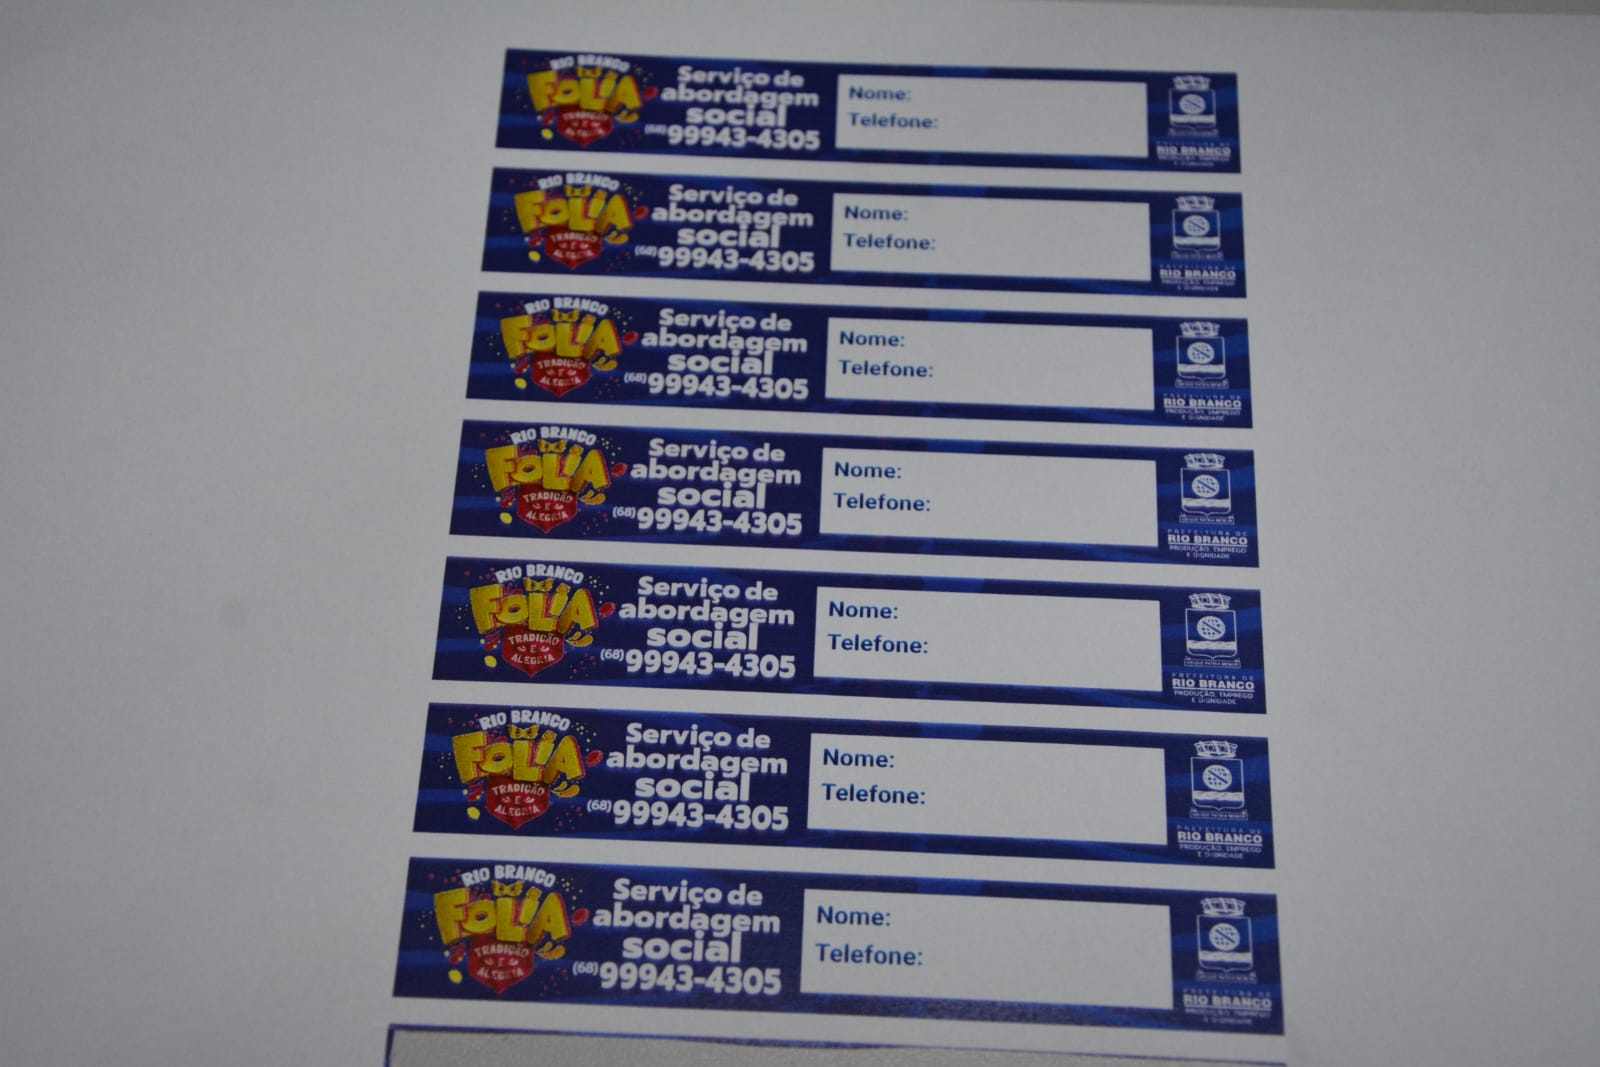 RIO BRANCO
FOLIA
TRADIÇÃO
E
ALEGRIA
Serviço de
abordagem
social
(68) 99943-4305
Nome:
Telefone:
PREFEITURA DE
RIO BRANCO
PRODUÇÃO, EMPREGO
E DIGNIDADE
RIO BRANCO
FOLIA
TRADIÇÃO
E
ALEGRIA
Serviço de
abordagem
social
(68) 99943-4305
Nome:
Telefone:
PREFEITURA DE
RIO BRANCO
PRODUÇÃO, EMPREGO
E DIGNIDADE
RIO BRANCO
FOLIA
TRADIÇÃO
E
ALEGRIA
Serviço de
abordagem
social
(68) 99943-4305
Nome:
Telefone:
PREFEITURA DE
RIO BRANCO
PRODUÇÃO, EMPREGO
E DIGNIDADE
RIO BRANCO
FOLIA
TRADIÇÃO
E
ALEGRIA
Serviço de
abordagem
social
(68) 99943-4305
Nome:
Telefone:
PREFEITURA DE
RIO BRANCO
PRODUÇÃO, EMPREGO
E DIGNIDADE
RIO BRANCO
FOLIA
TRADIÇÃO
E
ALEGRIA
Serviço de
abordagem
social
(68) 99943-4305
Nome:
Telefone:
PREFEITURA DE
RIO BRANCO
PRODUÇÃO, EMPREGO
E DIGNIDADE
RIO BRANCO
FOLIA
TRADIÇÃO
E
ALEGRIA
Serviço de
abordagem
social
(68) 99943-4305
Nome:
Telefone:
PREFEITURA DE
RIO BRANCO
PRODUÇÃO, EMPREGO
E DIGNIDADE
RIO BRANCO
FOLIA
TRADIÇÃO
E
ALEGRIA
Serviço de
abordagem
social
(68) 99943-4305
Nome:
Telefone:
PREFEITURA DE
RIO BRANCO
PRODUÇÃO, EMPREGO
E DIGNIDADE